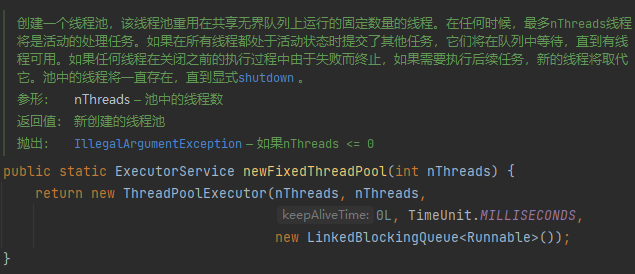 创建一个线程池，该线程池重用在共享无界队列上运行的固定数量的线程。在任何时候，最多nThreads线程
将是活动的处理任务。如果在所有线程都处于活动状态时提交了其他任务，它们将在队列中等待，直到有线
程可用。如果任何线程在关闭之前的执行过程中由于失败而终止，如果需要执行后续任务，新的线程将取代
它。池中的线程将一直存在，直到显式shutdown 。
参形: nThreads – 池中的线程数
返回值: 新创建的线程池
抛出: IllegalArgumentException – 如果nThreads <= 0
public static ExecutorService newFixedThreadPool(int nThreads) {
return new ThreadPoolExecutor(nThreads, nThreads,
keepAliveTime: 0L, TimeUnit.MILLISECONDS,
new LinkedBlockingQueue<Runnable>());
}